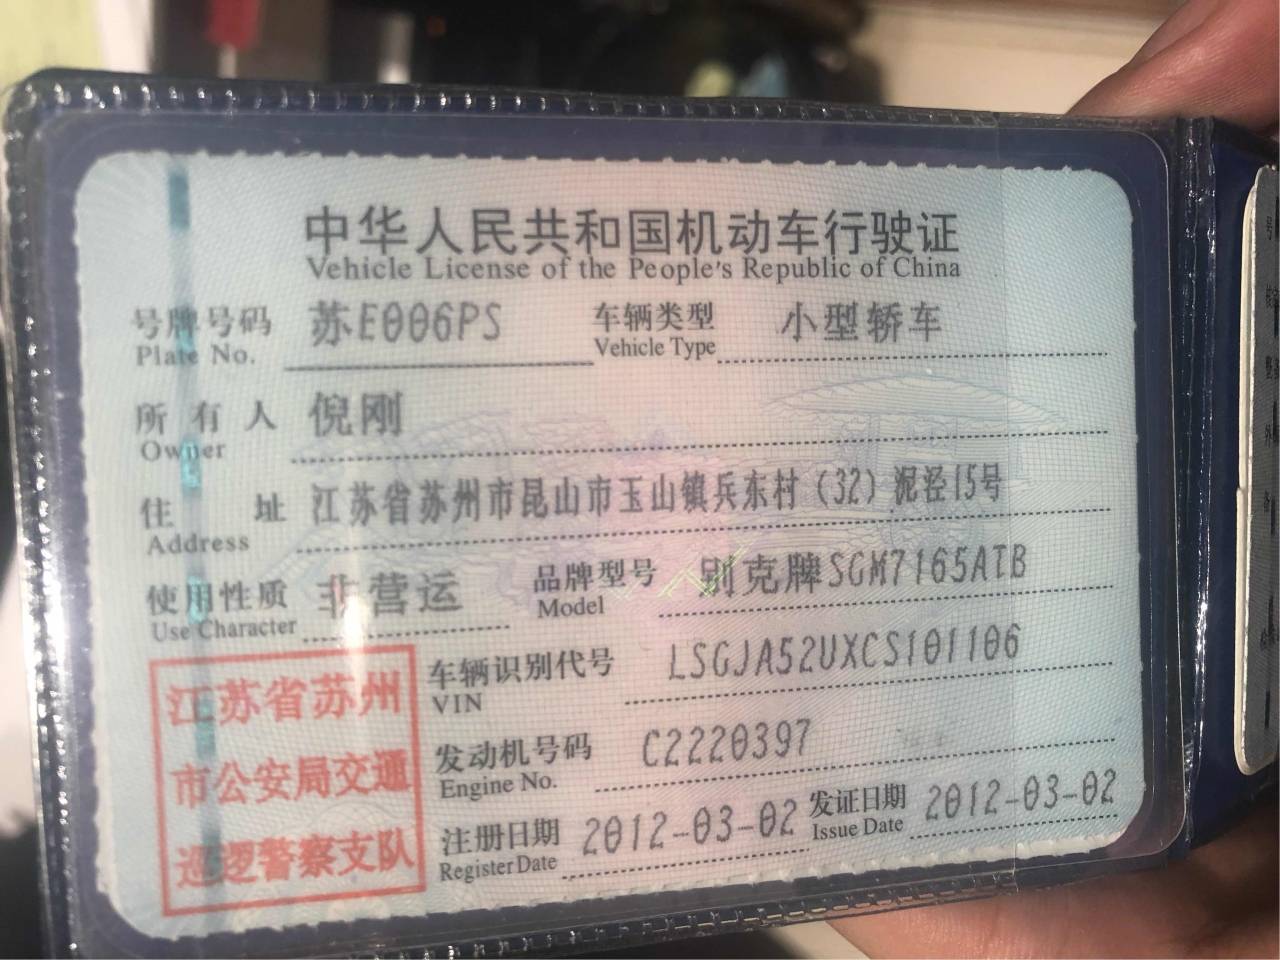 中华人民共和国机动车行驶证
Vehicle License of the People's Republic of China
号牌号码 苏E006PS 车辆类型 小型轿车
Plate No. Vehicle Type
所有人 倪刚
Owner
住址 江苏省苏州市昆山市玉山镇兵东村（32）泥泾15号
Address
使用性质 非营运 品牌型号 别克牌SGM7165ATB
Use Character Model
车辆识别代号 LSGJA52UXCS101106
VIN
发动机号码 C2220397
Engine No.
注册日期 2012-03-02 发证日期 2012-03-02
Register Date Issue Date
江苏省苏州
市公安局交通
巡逻警察支队